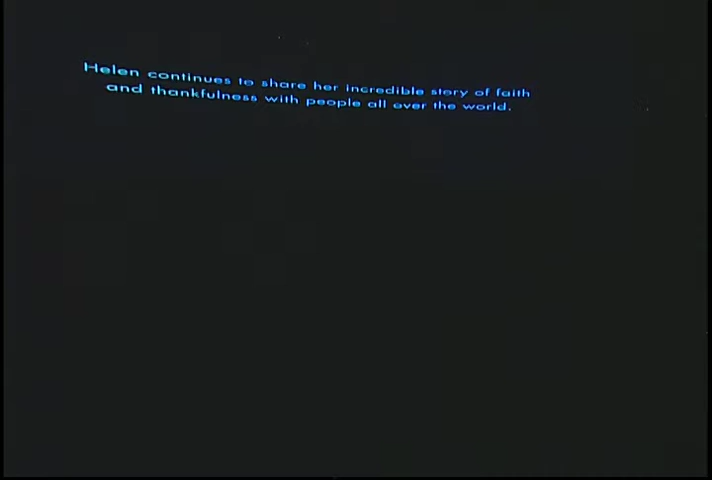 Helen continues to share her incredible story of faith
and thankfulness with people all over the world.